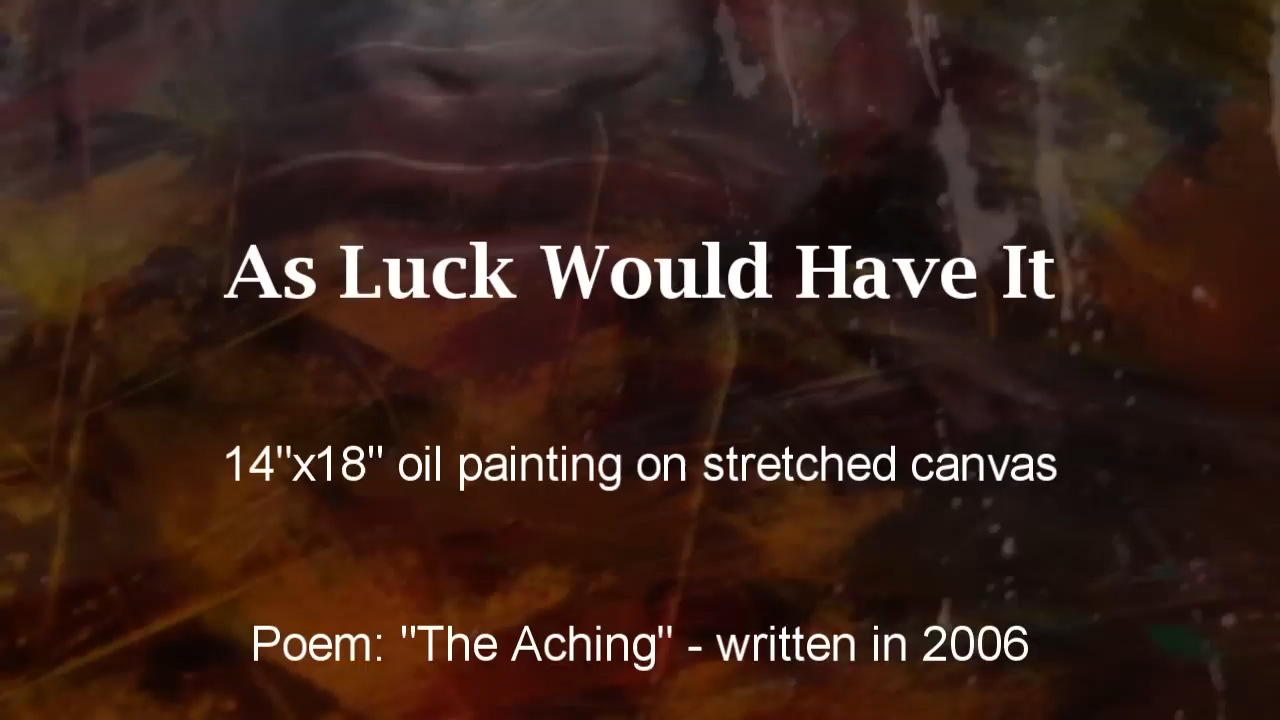 As Luck Would Have It
14"x18" oil painting on stretched canvas
Poem: "The Aching" - written in 2006